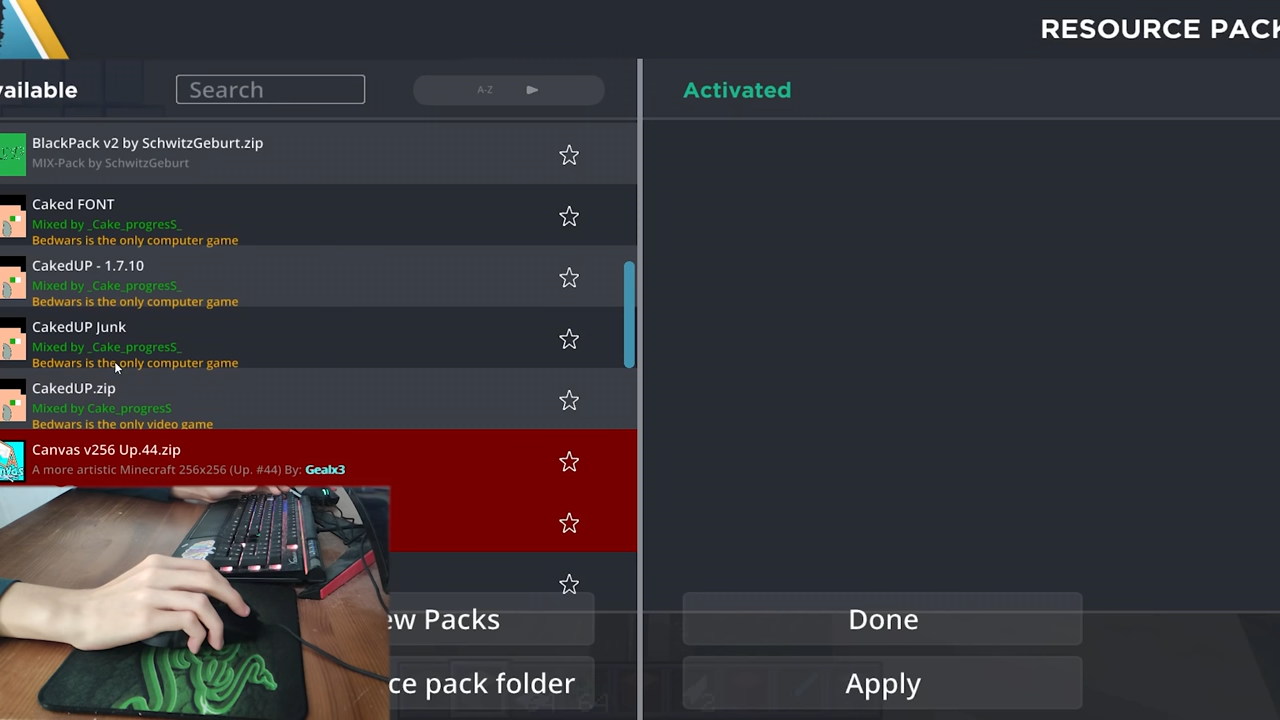 RESOURCE PACK
vailable
Search
A-Z
Activated
BlackPack v2 by SchwitzGeburt.zip
MIX-Pack by SchwitzGeburt
Caked FONT
Mixed by _Cake_progresS_
Bedwars is the only computer game
CakedUP - 1.7.10
Mixed by _Cake_progresS_
Bedwars is the only computer game
CakedUP Junk
Mixed by _Cake_progresS_
Bedwars is the only computer game
CakedUP.zip
Mixed by Cake_progresS
Bedwars is the only video game
Canvas v256 Up.44.zip
A more artistic Minecraft 256x256 (Up. #44) By: Gealx3
ew Packs
Done
ce pack folder
Apply